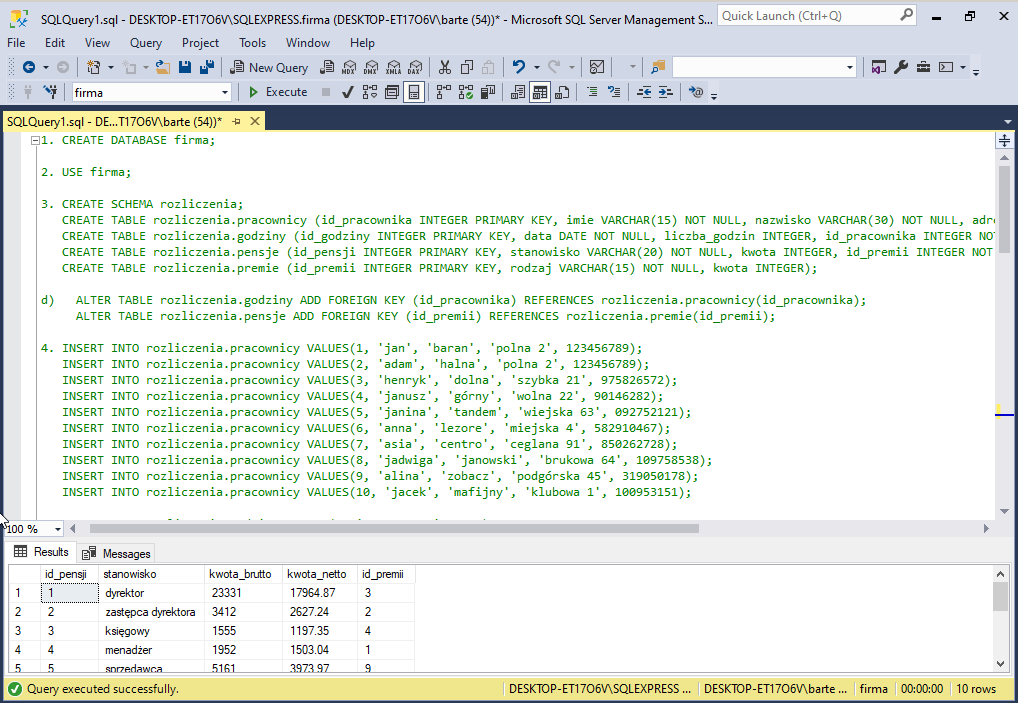 SQLQuery1.sql - DESKTOP-ET17O6V\SQLEXPRESS.firma (DESKTOP-ET17O6V\barte (54))* - Microsoft SQL Server Management S...
Quick Launch (Ctrl+Q)
File Edit View Query Project Tools Window Help
New Query MDX DMX XMLA DAX
firma Execute
SQLQuery1.sql - DE...T17O6V\barte (54))*
1. CREATE DATABASE firma;
2. USE firma;
3. CREATE SCHEMA rozliczenia;
CREATE TABLE rozliczenia.pracownicy (id_pracownika INTEGER PRIMARY KEY, imie VARCHAR(15) NOT NULL, nazwisko VARCHAR(30) NOT NULL, adre
CREATE TABLE rozliczenia.godziny (id_godziny INTEGER PRIMARY KEY, data DATE NOT NULL, liczba_godzin INTEGER, id_pracownika INTEGER NOT
CREATE TABLE rozliczenia.pensje (id_pensji INTEGER PRIMARY KEY, stanowisko VARCHAR(20) NOT NULL, kwota INTEGER, id_premii INTEGER NOT
CREATE TABLE rozliczenia.premie (id_premii INTEGER PRIMARY KEY, rodzaj VARCHAR(15) NOT NULL, kwota INTEGER);
d) ALTER TABLE rozliczenia.godziny ADD FOREIGN KEY (id_pracownika) REFERENCES rozliczenia.pracownicy(id_pracownika);
ALTER TABLE rozliczenia.pensje ADD FOREIGN KEY (id_premii) REFERENCES rozliczenia.premie(id_premii);
4. INSERT INTO rozliczenia.pracownicy VALUES(1, 'jan', 'baran', 'polna 2', 123456789);
INSERT INTO rozliczenia.pracownicy VALUES(2, 'adam', 'halna', 'polna 2', 123456789);
INSERT INTO rozliczenia.pracownicy VALUES(3, 'henryk', 'dolna', 'szybka 21', 975826572);
INSERT INTO rozliczenia.pracownicy VALUES(4, 'janusz', 'górny', 'wolna 22', 90146282);
INSERT INTO rozliczenia.pracownicy VALUES(5, 'janina', 'tandem', 'wiejska 63', 092752121);
INSERT INTO rozliczenia.pracownicy VALUES(6, 'anna', 'lezore', 'miejska 4', 582910467);
INSERT INTO rozliczenia.pracownicy VALUES(7, 'asia', 'centro', 'ceglana 91', 850262728);
INSERT INTO rozliczenia.pracownicy VALUES(8, 'jadwiga', 'janowski', 'brukowa 64', 109758538);
INSERT INTO rozliczenia.pracownicy VALUES(9, 'alina', 'zobacz', 'podgórska 45', 319050178);
INSERT INTO rozliczenia.pracownicy VALUES(10, 'jacek', 'mafijny', 'klubowa 1', 100953151);
100 %
Results Messages
id_pensji stanowisko kwota_brutto kwota_netto id_premii
1 1 dyrektor 23331 17964.87 3
2 2 zastępca dyrektora 3412 2627.24 2
3 3 księgowy 1555 1197.35 4
4 4 menadżer 1952 1503.04 1
5 5 sprzedawca 5161 3973.97 9
Query executed successfully. DESKTOP-ET17O6V\SQLEXPRESS ... DESKTOP-ET17O6V\barte ... firma 00:00:00 10 rows